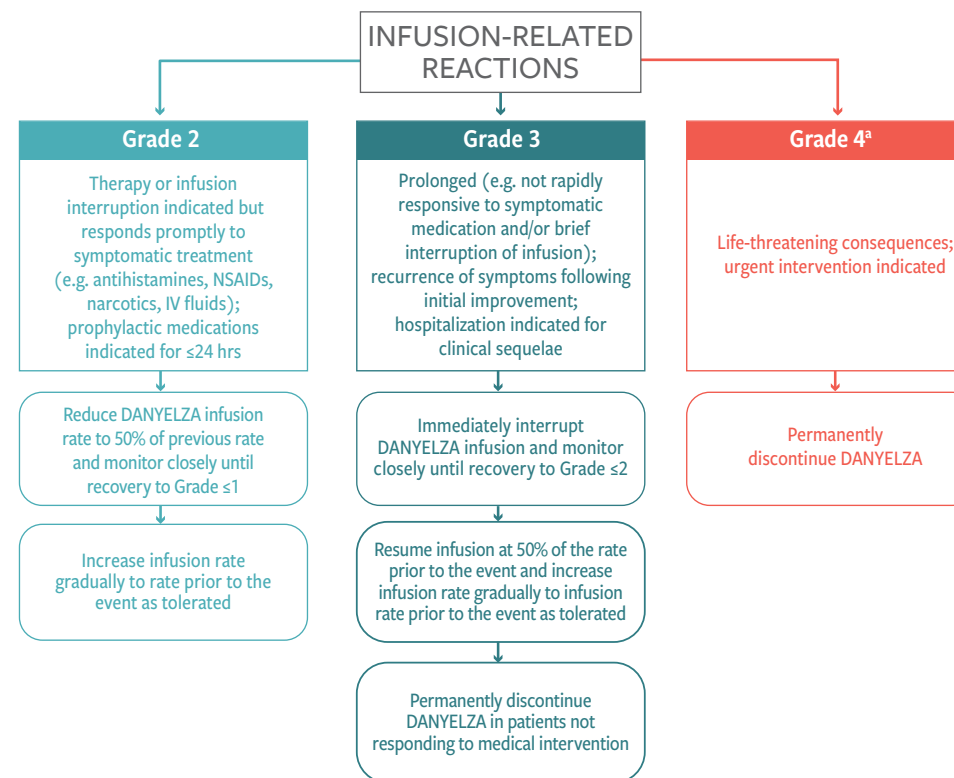 INFUSION-RELATED
REACTIONS
Grade 2
Therapy or infusion
interruption indicated but
responds promptly to
symptomatic treatment
(e.g. antihistamines, NSAIDs,
narcotics, IV fluids);
prophylactic medications
indicated for ≤24 hrs
Reduce DANYELZA infusion
rate to 50% of previous rate
and monitor closely until
recovery to Grade ≤1
Increase infusion rate
gradually to rate prior to the
event as tolerated
Grade 3
Prolonged (e.g. not rapidly
responsive to symptomatic
medication and/or brief
interruption of infusion);
recurrence of symptoms following
initial improvement;
hospitalization indicated for
clinical sequelae
Immediately interrupt
DANYELZA infusion and monitor
closely until recovery to Grade ≤2
Resume infusion at 50% of the rate
prior to the event and increase
infusion rate gradually to infusion
rate prior to the event as tolerated
Permanently discontinue
DANYELZA in patients not
responding to medical intervention
Grade 4ª
Life-threatening consequences;
urgent intervention indicated
Permanently
discontinue DANYELZA